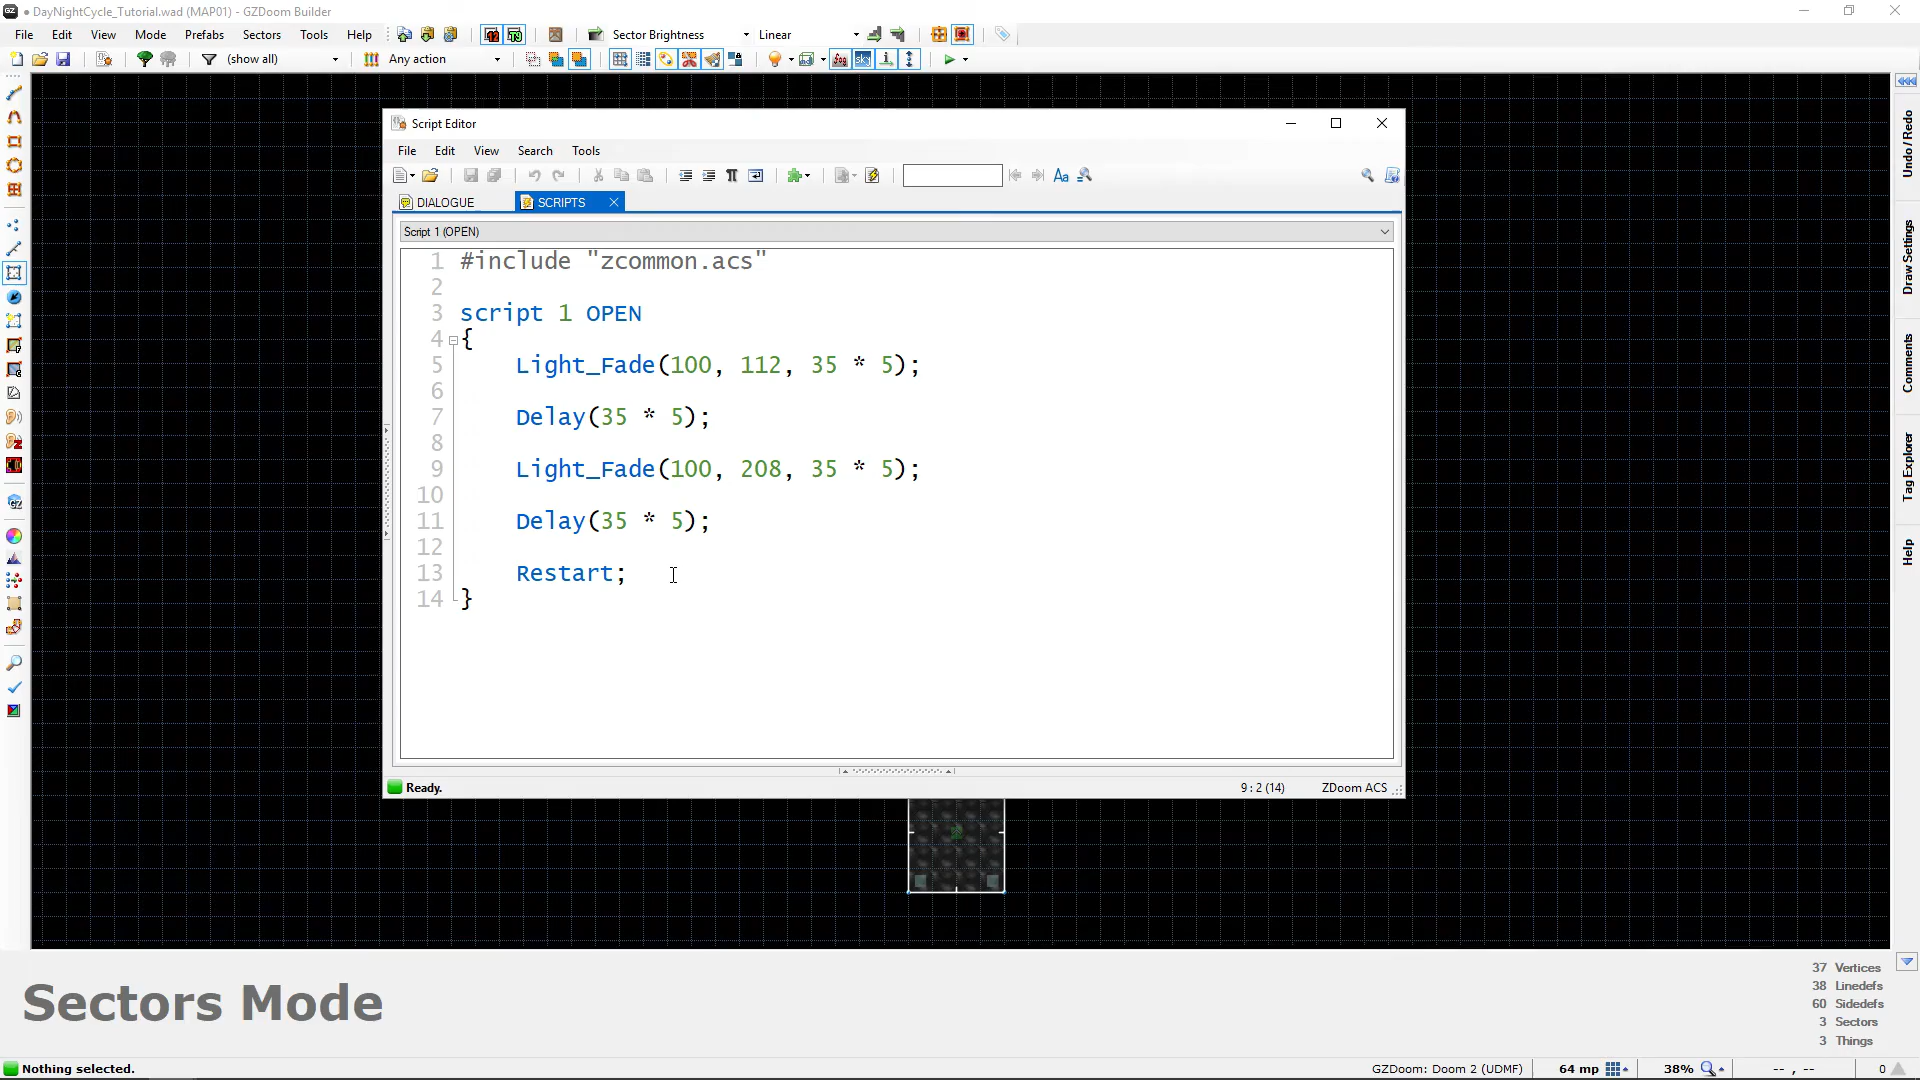 • DayNightCycle_Tutorial.wad (MAP01) - GZDoom Builder
File Edit View Mode Prefabs Sectors Tools Help Sector Brightness Linear
(show all) Any action
Script Editor
File Edit View Search Tools
DIALOGUE SCRIPTS
Script 1 (OPEN)
1 #include "zcommon.acs"
2
3 script 1 OPEN
4 {
5 Light_Fade(100, 112, 35 * 5);
6
7 Delay(35 * 5);
8
9 Light_Fade(100, 208, 35 * 5);
10
11 Delay(35 * 5);
12
13 Restart;
14 }
Ready. 9 : 2 (14) ZDoom ACS
Undo / Redo
Draw Settings
Comments
Tag Explorer
Help
Sectors Mode
37 Vertices
38 Linedefs
60 Sidedefs
3 Sectors
3 Things
Nothing selected. GZDoom: Doom 2 (UDMF) 64 mp 38% -- , -- 0